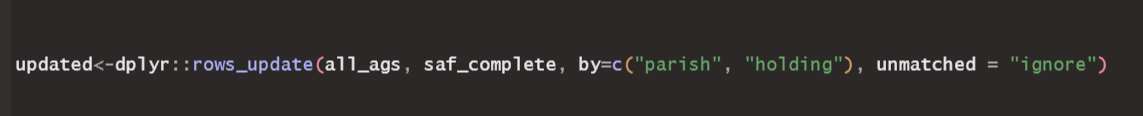 updated<-dplyr::rows_update(all_ags, saf_complete, by=c("parish", "holding"), unmatched = "ignore")